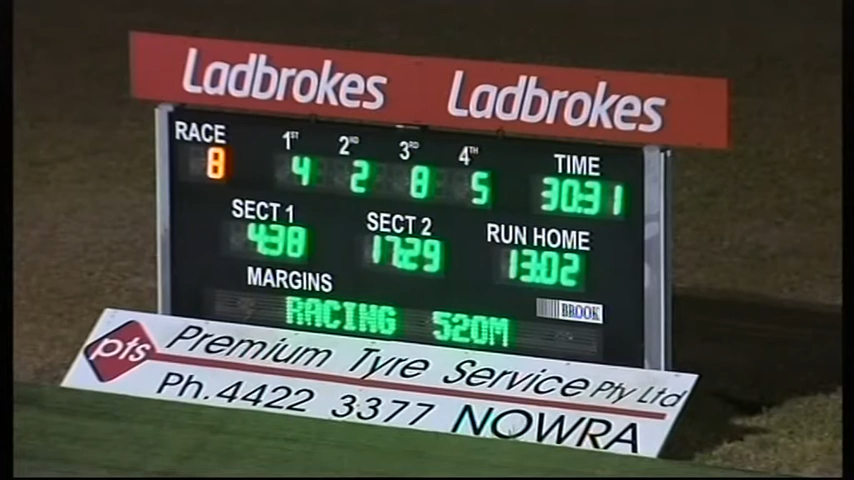 Ladbrokes Ladbrokes
RACE 1ST 2ND 3RD 4TH TIME
8 4 2 8 5 30:31
SECT 1 SECT 2 RUN HOME
4:38 17:29 13:02
MARGINS BROOK
RACING 520M
pts Premium Tyre Service Pty Ltd
Ph. 4422 3377 NOWRA